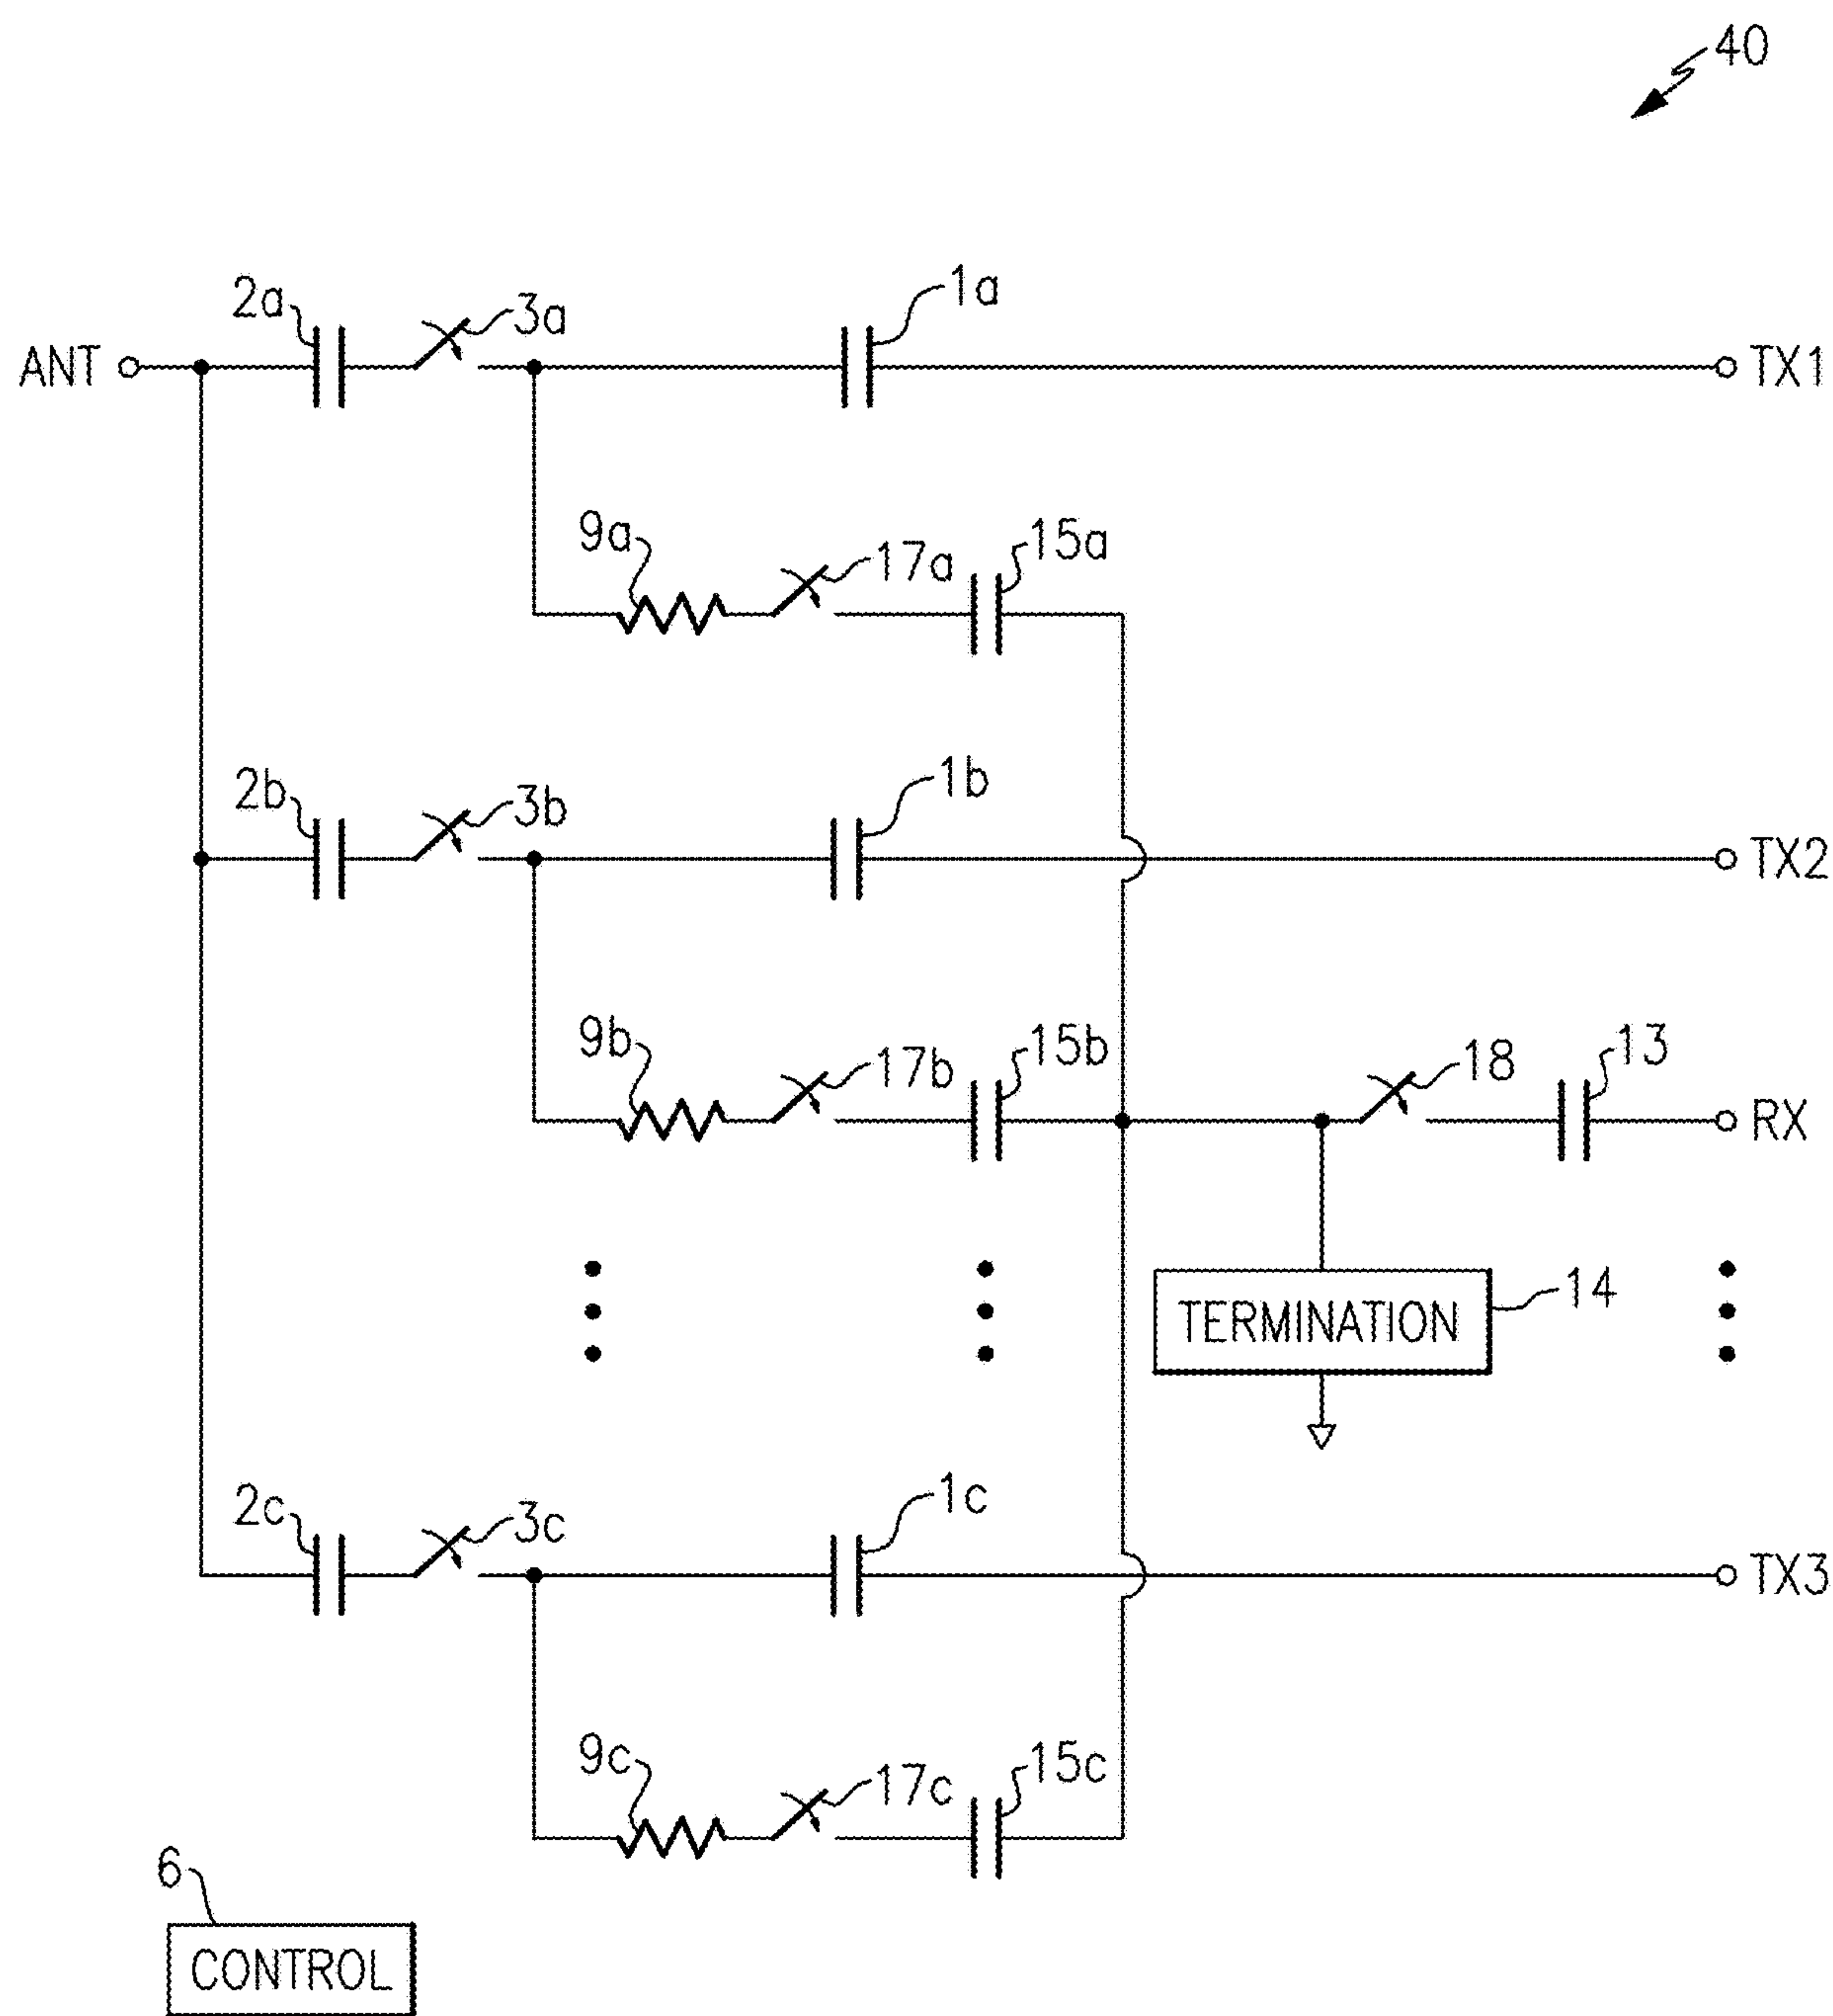 40
2a
3a
1a
ANT
TX1
9a
17a
15a
2b
3b
1b
TX2
9b
17b
15b
18
13
RX
TERMINATION
14
2c
3c
1c
TX3
9c
17c
15c
6
CONTROL